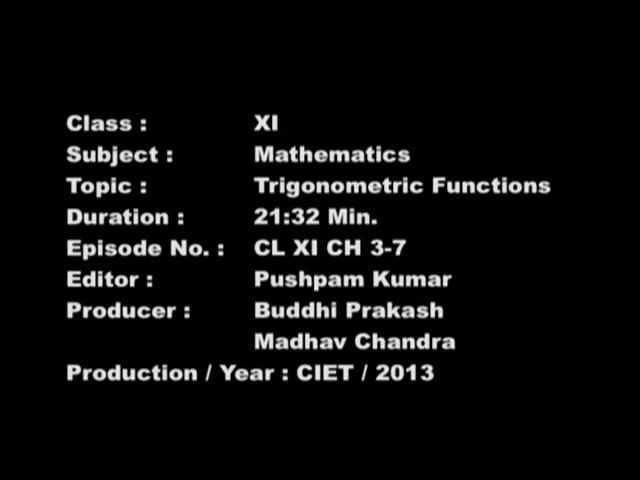 Class : XI
Subject : Mathematics
Topic : Trigonometric Functions
Duration : 21:32 Min.
Episode No. : CL XI CH 3-7
Editor : Pushpam Kumar
Producer : Buddhi Prakash
Madhav Chandra
Production / Year : CIET / 2013